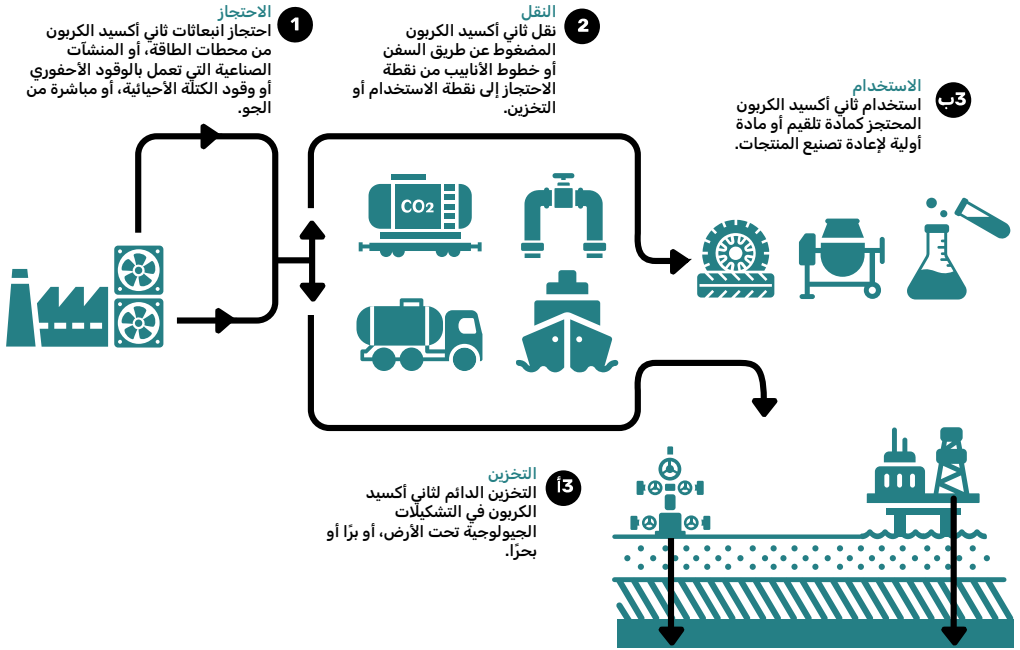 1
الاحتجاز
احتجاز انبعاثات ثاني أكسيد الكربون
من محطات الطاقة، أو المنشآت
الصناعية التي تعمل بالوقود الأحفوري
أو وقود الكتلة الأحيائية، أو مباشرة من
الجو.
2
النقل
نقل ثاني أكسيد الكربون
المضغوط عن طريق السفن
أو خطوط الأنابيب من نقطة
الاحتجاز إلى نقطة الاستخدام أو
التخزين.
3ب
الاستخدام
استخدام ثاني أكسيد الكربون
المحتجز كمادة تلقيم أو مادة
أولية لإعادة تصنيع المنتجات.
CO2
3أ
التخزين
التخزين الدائم لثاني أكسيد
الكربون في التشكيلات
الجيولوجية تحت الأرض، أو برًا أو
بحرًا.